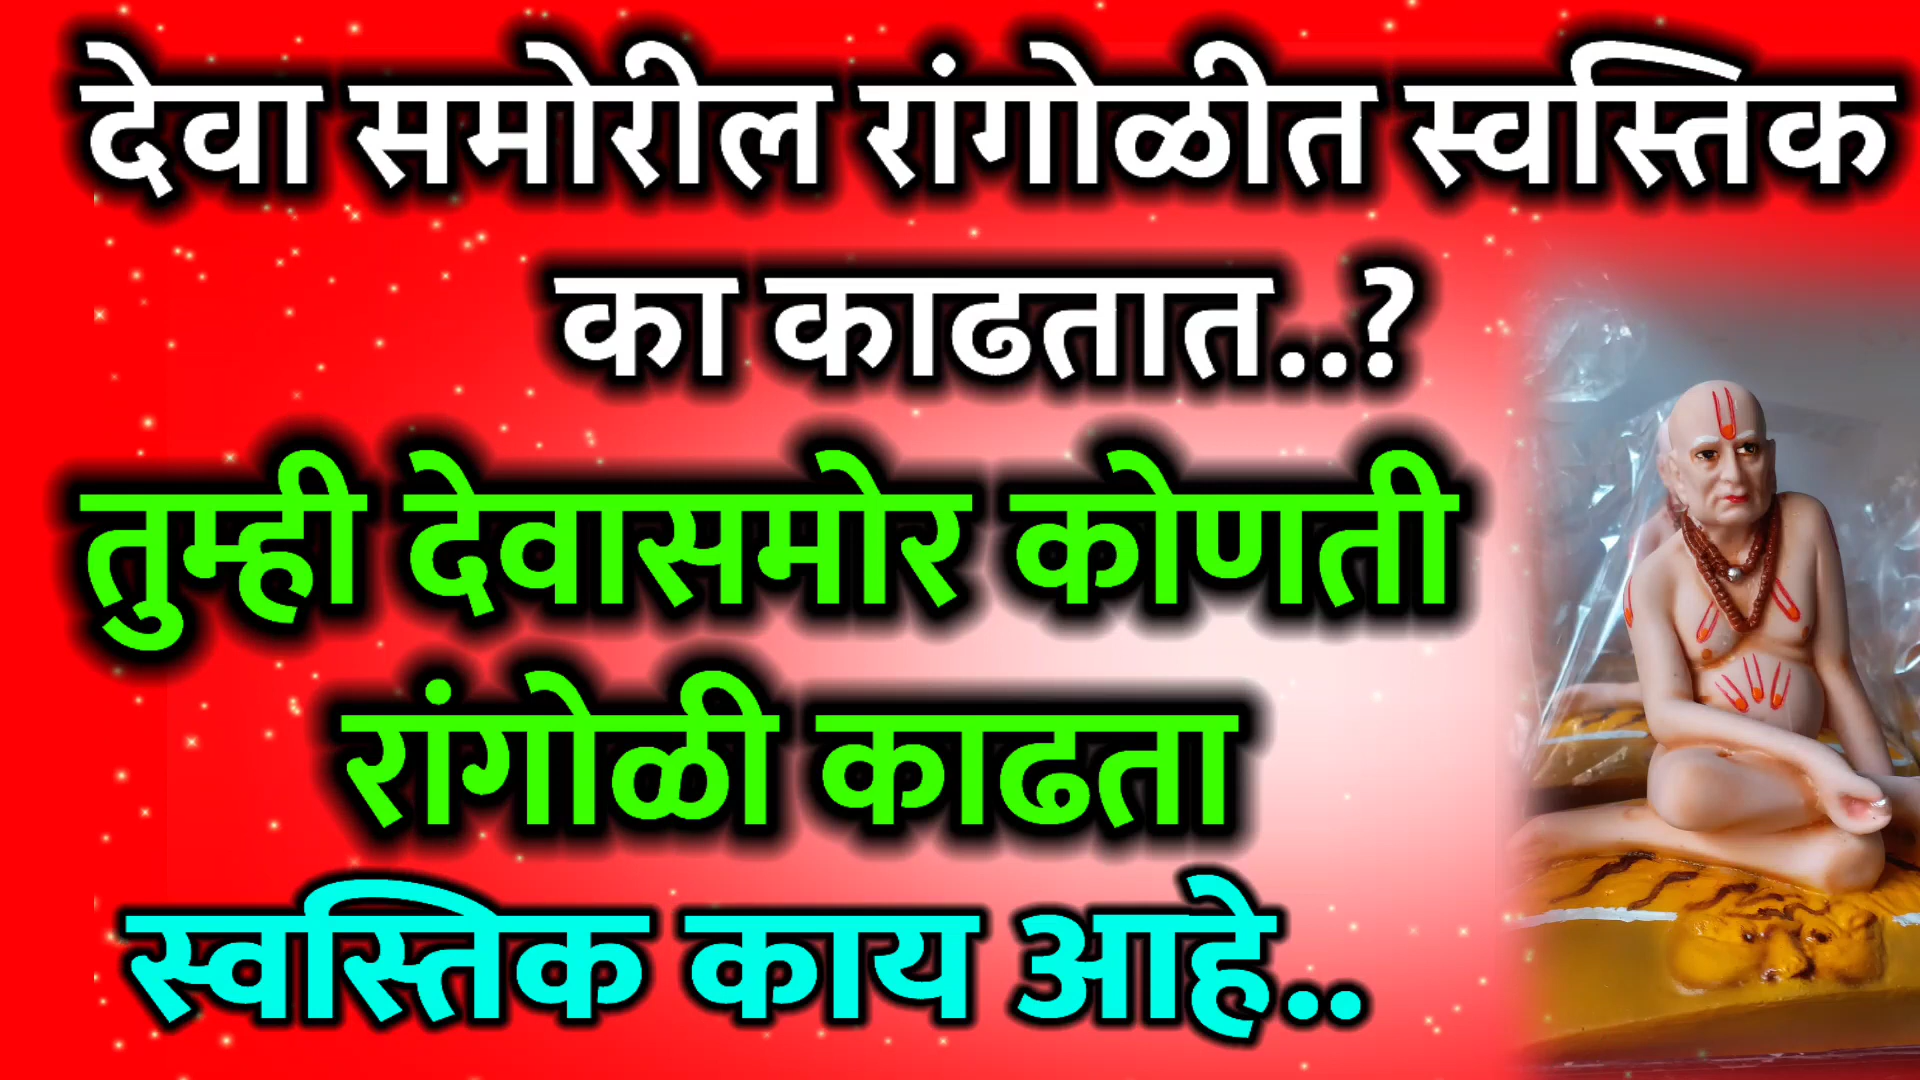 देवा समोरील रांगोळीत स्वस्तिक
का काढतात..?
तुम्ही देवासमोर कोणती
रांगोळी काढता
स्वस्तिक काय आहे..